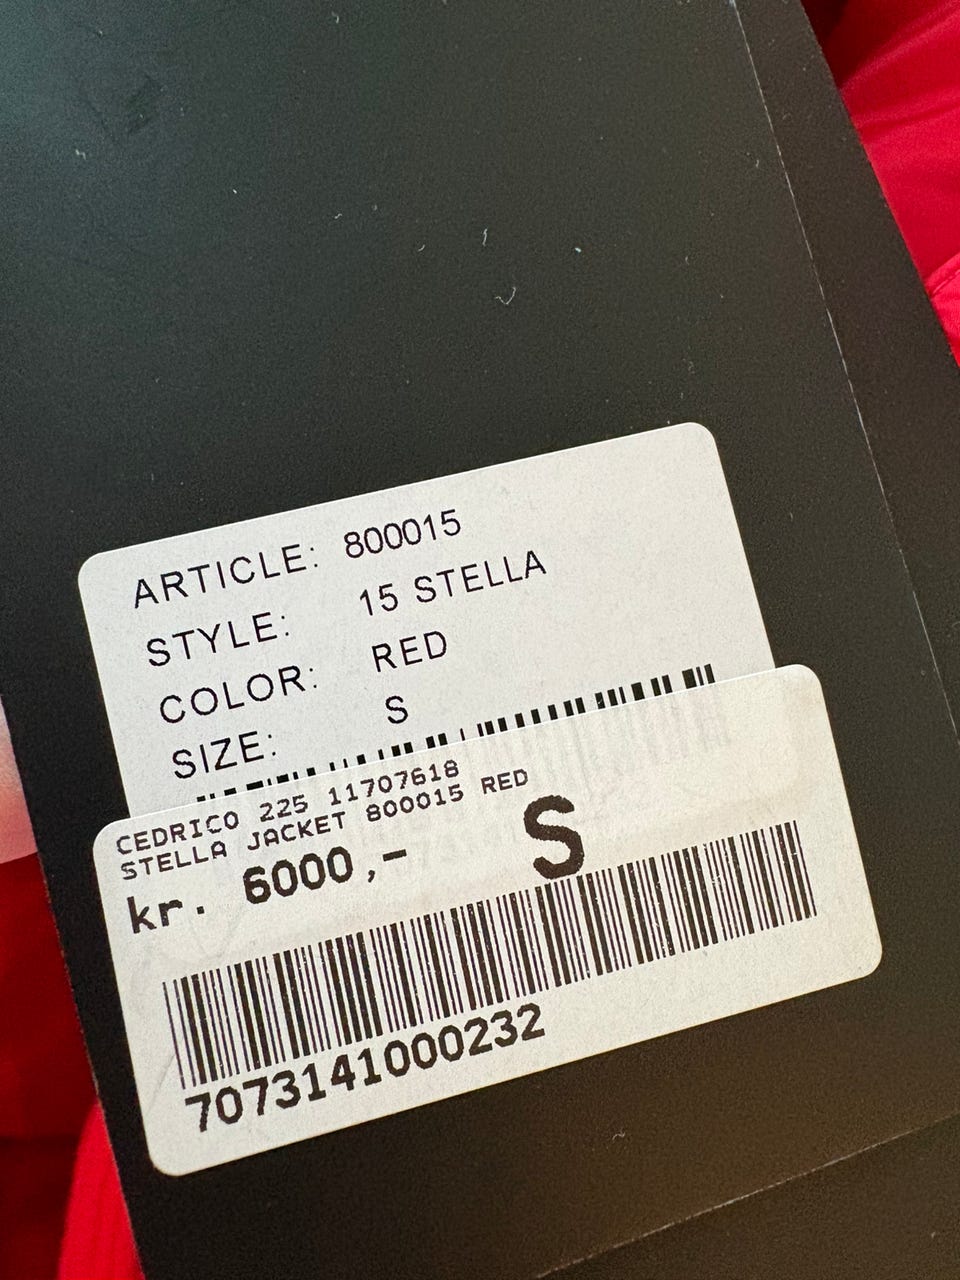 ARTICLE: 800015
STYLE: 15 STELLA
COLOR: RED
SIZE: S
CEDRICO 225 11707618
STELLA JACKET 800015 RED
kr. 6000,- S
7073141000232